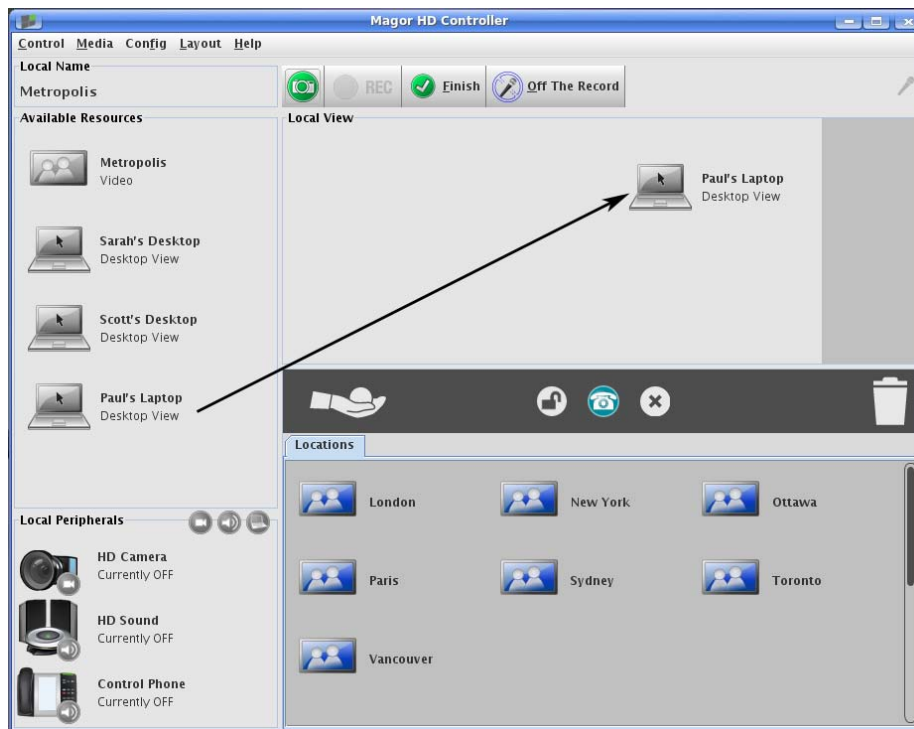 Magor HD Controller
Control Media Config Layout Help
Local Name
Metropolis
REC
Finish
Off The Record
Available Resources
Metropolis
Video
Sarah's Desktop
Desktop View
Scott's Desktop
Desktop View
Paul's Laptop
Desktop View
Local View
Paul's Laptop
Desktop View
Locations
London
New York
Ottawa
Paris
Sydney
Toronto
Vancouver
Local Peripherals
HD Camera
Currently OFF
HD Sound
Currently OFF
Control Phone
Currently OFF